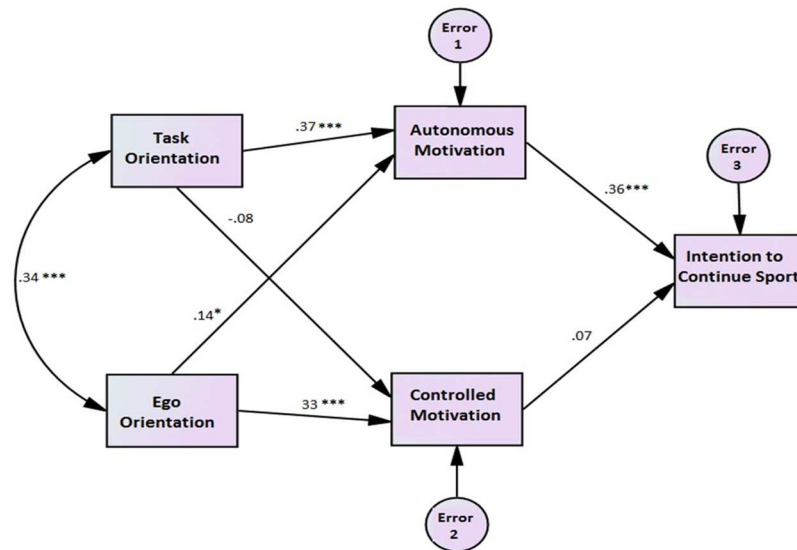 Error
1
.37 ***
Task
Orientation
Autonomous
Motivation
Error
3
.36***
-.08
Intention to
Continue Sport
.34 ***
.14*
.07
Ego
Orientation
33 ***
Controlled
Motivation
Error
2